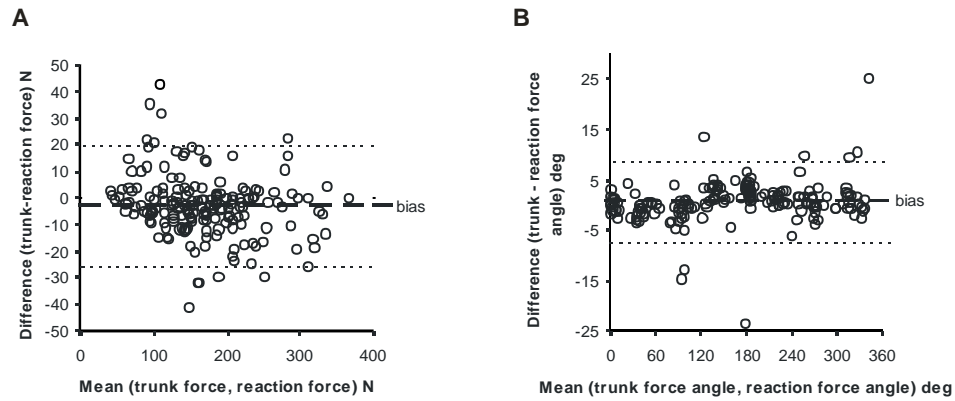 A
B
Difference (trunk-reaction force) N
50
40
30
20
10
0
-10
-20
-30
-40
-50
bias
0 100 200 300 400
Mean (trunk force, reaction force) N
Difference (trunk - reaction force
angle) deg
25
15
5
-5
-15
-25
bias
0 60 120 180 240 300 360
Mean (trunk force angle, reaction force angle) deg